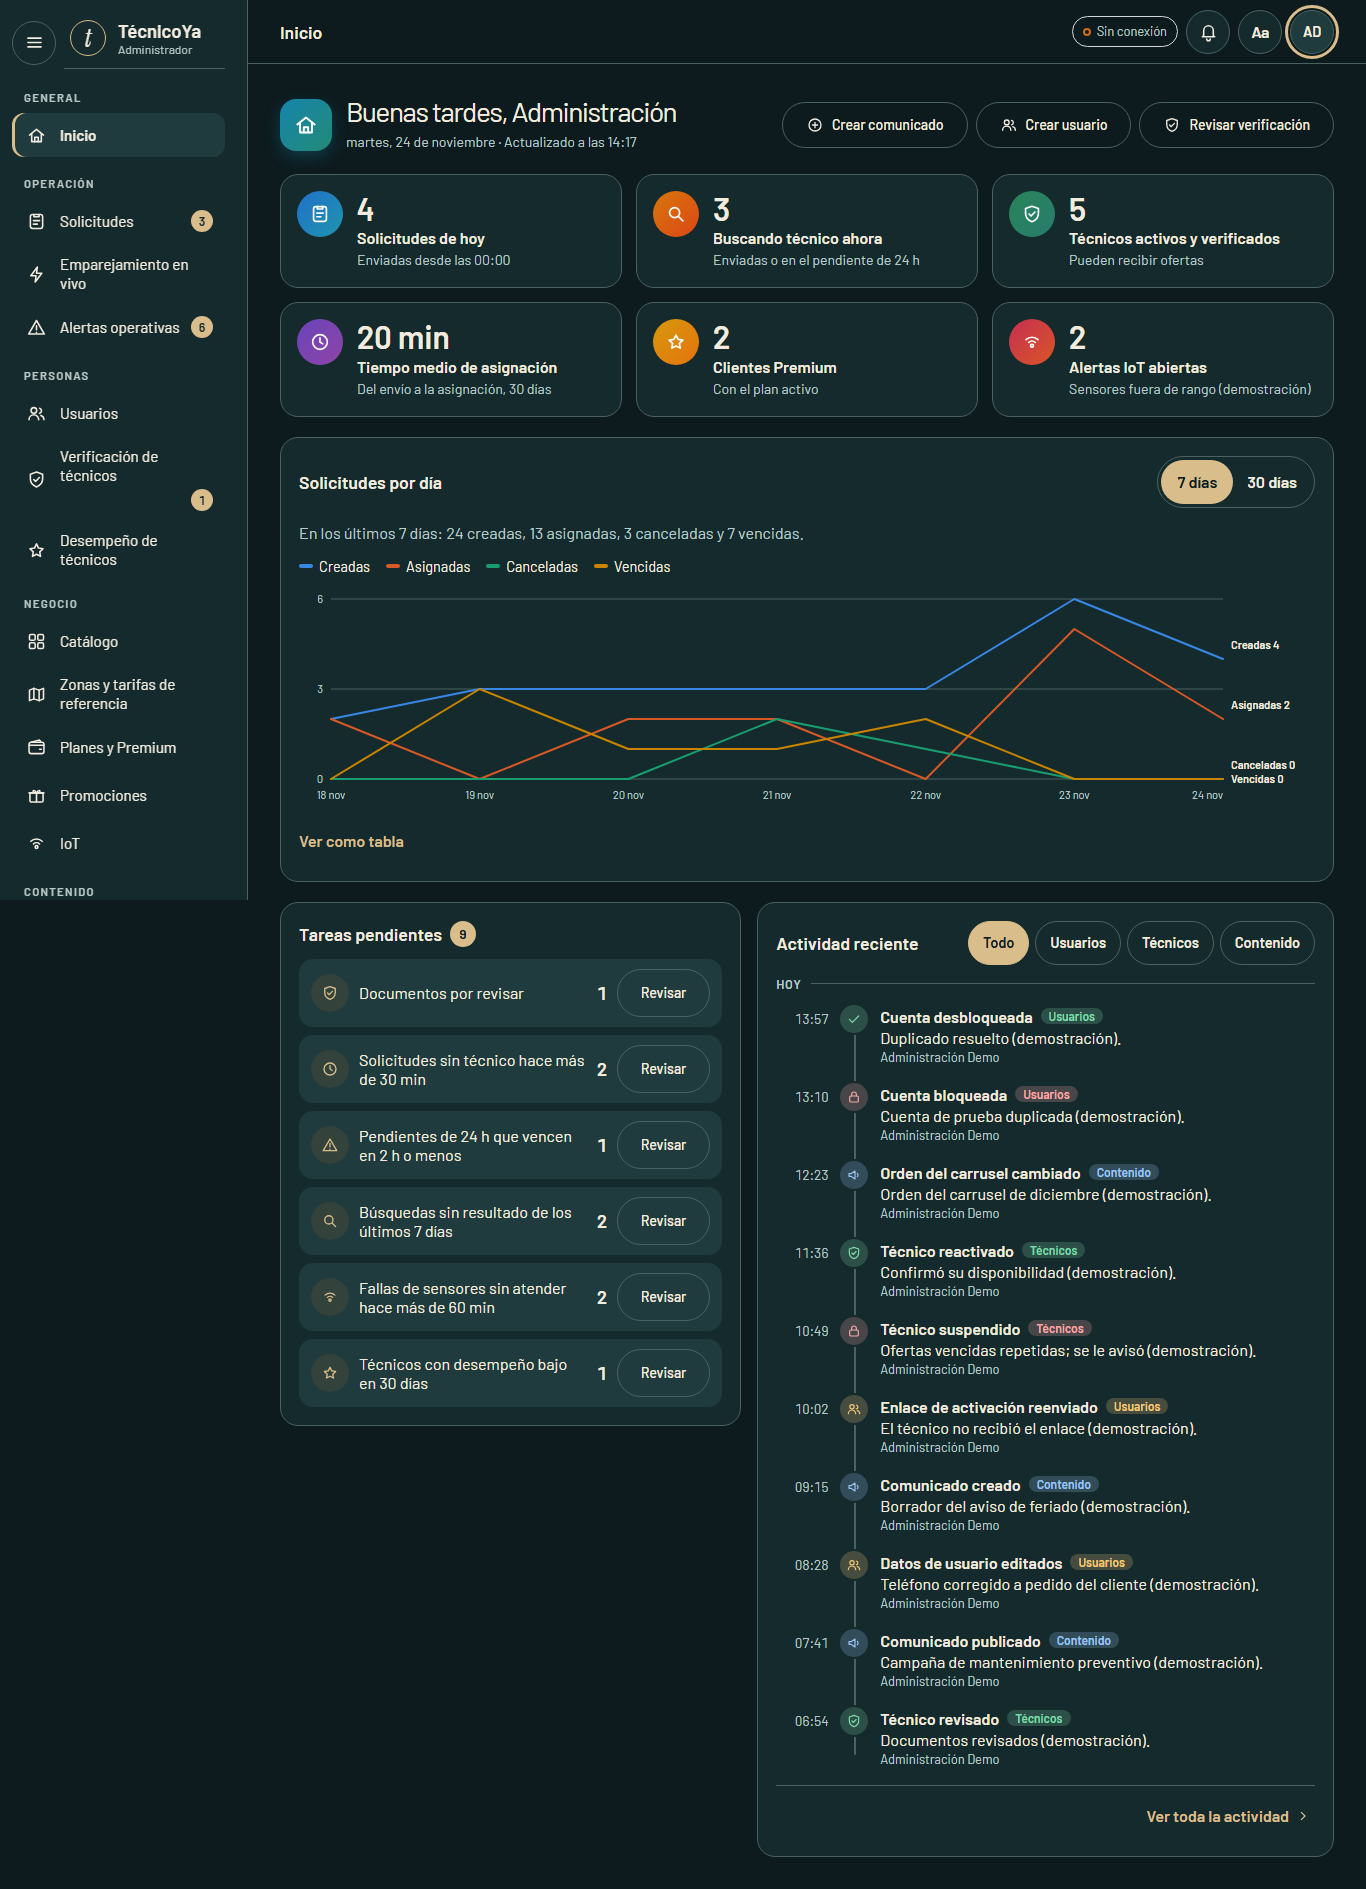 t
TécnicoYa
Administrador
GENERAL
Inicio
OPERACIÓN
Solicitudes 3
Emparejamiento en
vivo
Alertas operativas 6
PERSONAS
Usuarios
Verificación de
técnicos
1
Desempeño de
técnicos
NEGOCIO
Catálogo
Zonas y tarifas de
referencia
Planes y Premium
Promociones
IoT
CONTENIDO
Inicio
Sin conexión
Aa
AD
Buenas tardes, Administración
martes, 24 de noviembre · Actualizado a las 14:17
Crear comunicado
Crear usuario
Revisar verificación
4
Solicitudes de hoy
Enviadas desde las 00:00
3
Buscando técnico ahora
Enviadas o en el pendiente de 24 h
5
Técnicos activos y verificados
Pueden recibir ofertas
20 min
Tiempo medio de asignación
Del envío a la asignación, 30 días
2
Clientes Premium
Con el plan activo
2
Alertas IoT abiertas
Sensores fuera de rango (demostración)
Solicitudes por día
7 días
30 días
En los últimos 7 días: 24 creadas, 13 asignadas, 3 canceladas y 7 vencidas.
Creadas
Asignadas
Canceladas
Vencidas
6
3
0
18 nov
19 nov
20 nov
21 nov
22 nov
23 nov
24 nov
Creadas 4
Asignadas 2
Canceladas 0
Vencidas 0
Ver como tabla
Tareas pendientes 9
Documentos por revisar
1
Revisar
Solicitudes sin técnico hace más
de 30 min
2
Revisar
Pendientes de 24 h que vencen
en 2 h o menos
1
Revisar
Búsquedas sin resultado de los
últimos 7 días
2
Revisar
Fallas de sensores sin atender
hace más de 60 min
2
Revisar
Técnicos con desempeño bajo
en 30 días
1
Revisar
Actividad reciente
Todo
Usuarios
Técnicos
Contenido
HOY
13:57
Cuenta desbloqueada Usuarios
Duplicado resuelto (demostración).
Administración Demo
13:10
Cuenta bloqueada Usuarios
Cuenta de prueba duplicada (demostración).
Administración Demo
12:23
Orden del carrusel cambiado Contenido
Orden del carrusel de diciembre (demostración).
Administración Demo
11:36
Técnico reactivado Técnicos
Confirmó su disponibilidad (demostración).
Administración Demo
10:49
Técnico suspendido Técnicos
Ofertas vencidas repetidas; se le avisó (demostración).
Administración Demo
10:02
Enlace de activación reenviado Usuarios
El técnico no recibió el enlace (demostración).
Administración Demo
09:15
Comunicado creado Contenido
Borrador del aviso de feriado (demostración).
Administración Demo
08:28
Datos de usuario editados Usuarios
Teléfono corregido a pedido del cliente (demostración).
Administración Demo
07:41
Comunicado publicado Contenido
Campaña de mantenimiento preventivo (demostración).
Administración Demo
06:54
Técnico revisado Técnicos
Documentos revisados (demostración).
Administración Demo
Ver toda la actividad